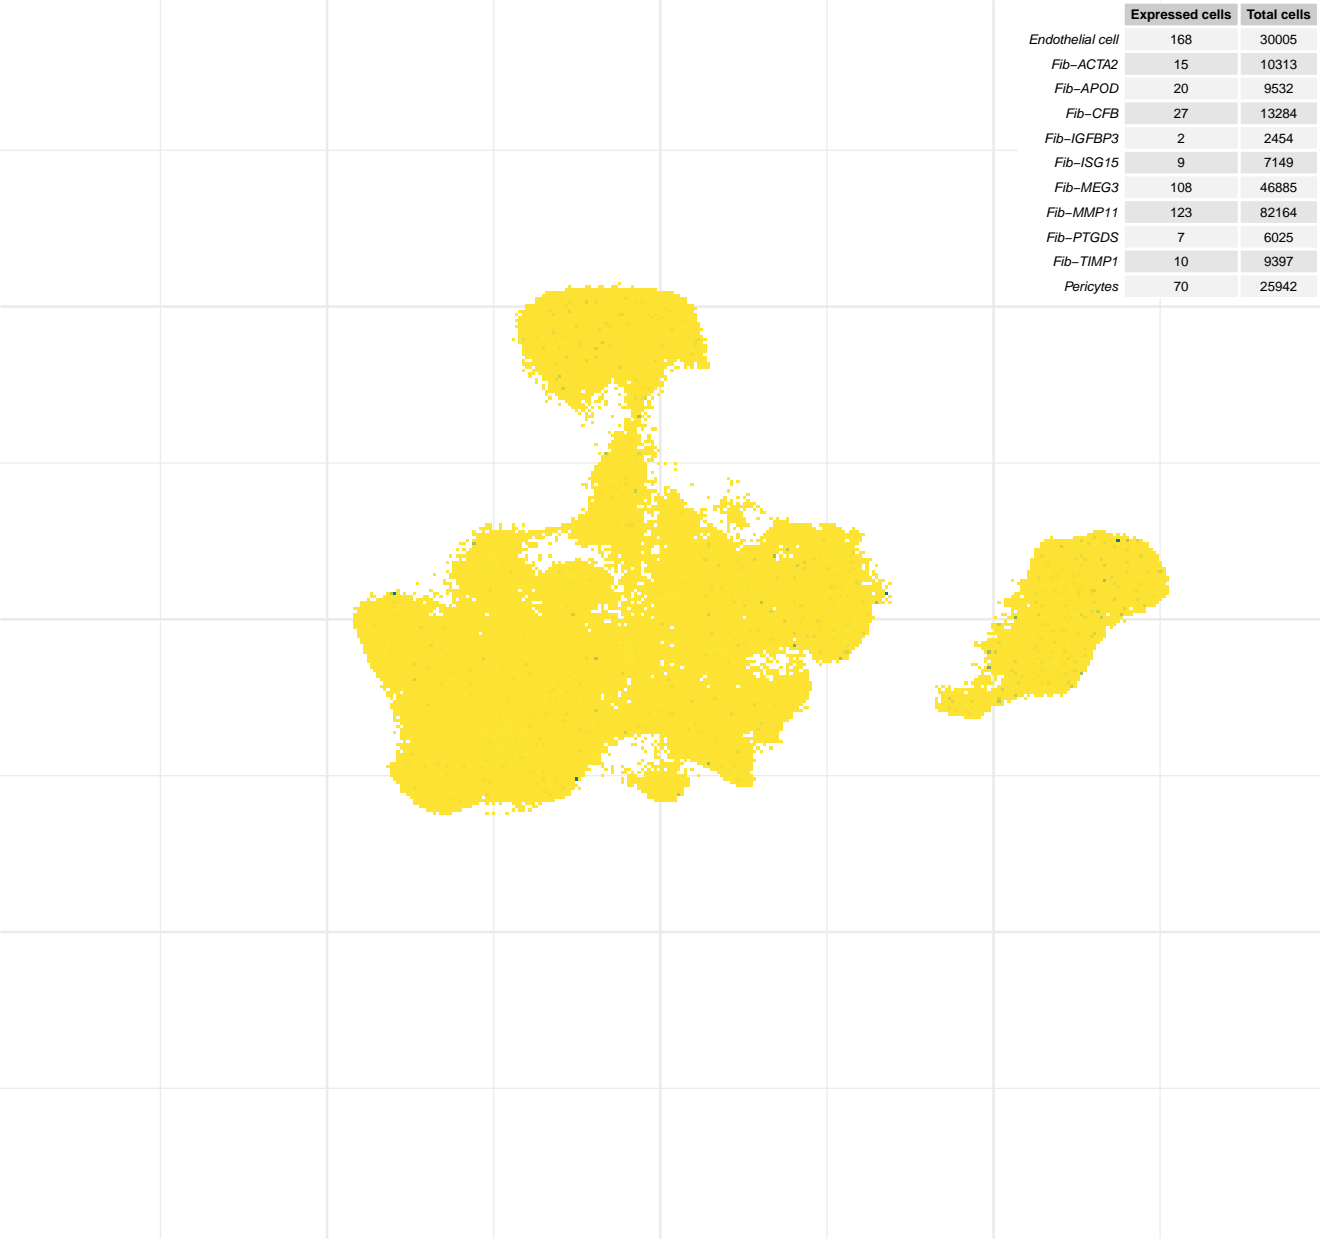 Expressed cells Total cells
Endothelial cell 168 30005
Fib−ACTA2 15 10313
Fib−APOD 20 9532
Fib−CFB 27 13284
Fib−IGFBP3 2 2454
Fib−ISG15 9 7149
Fib−MEG3 108 46885
Fib−MMP11 123 82164
Fib−PTGDS 7 6025
Fib−TIMP1 10 9397
Pericytes 70 25942